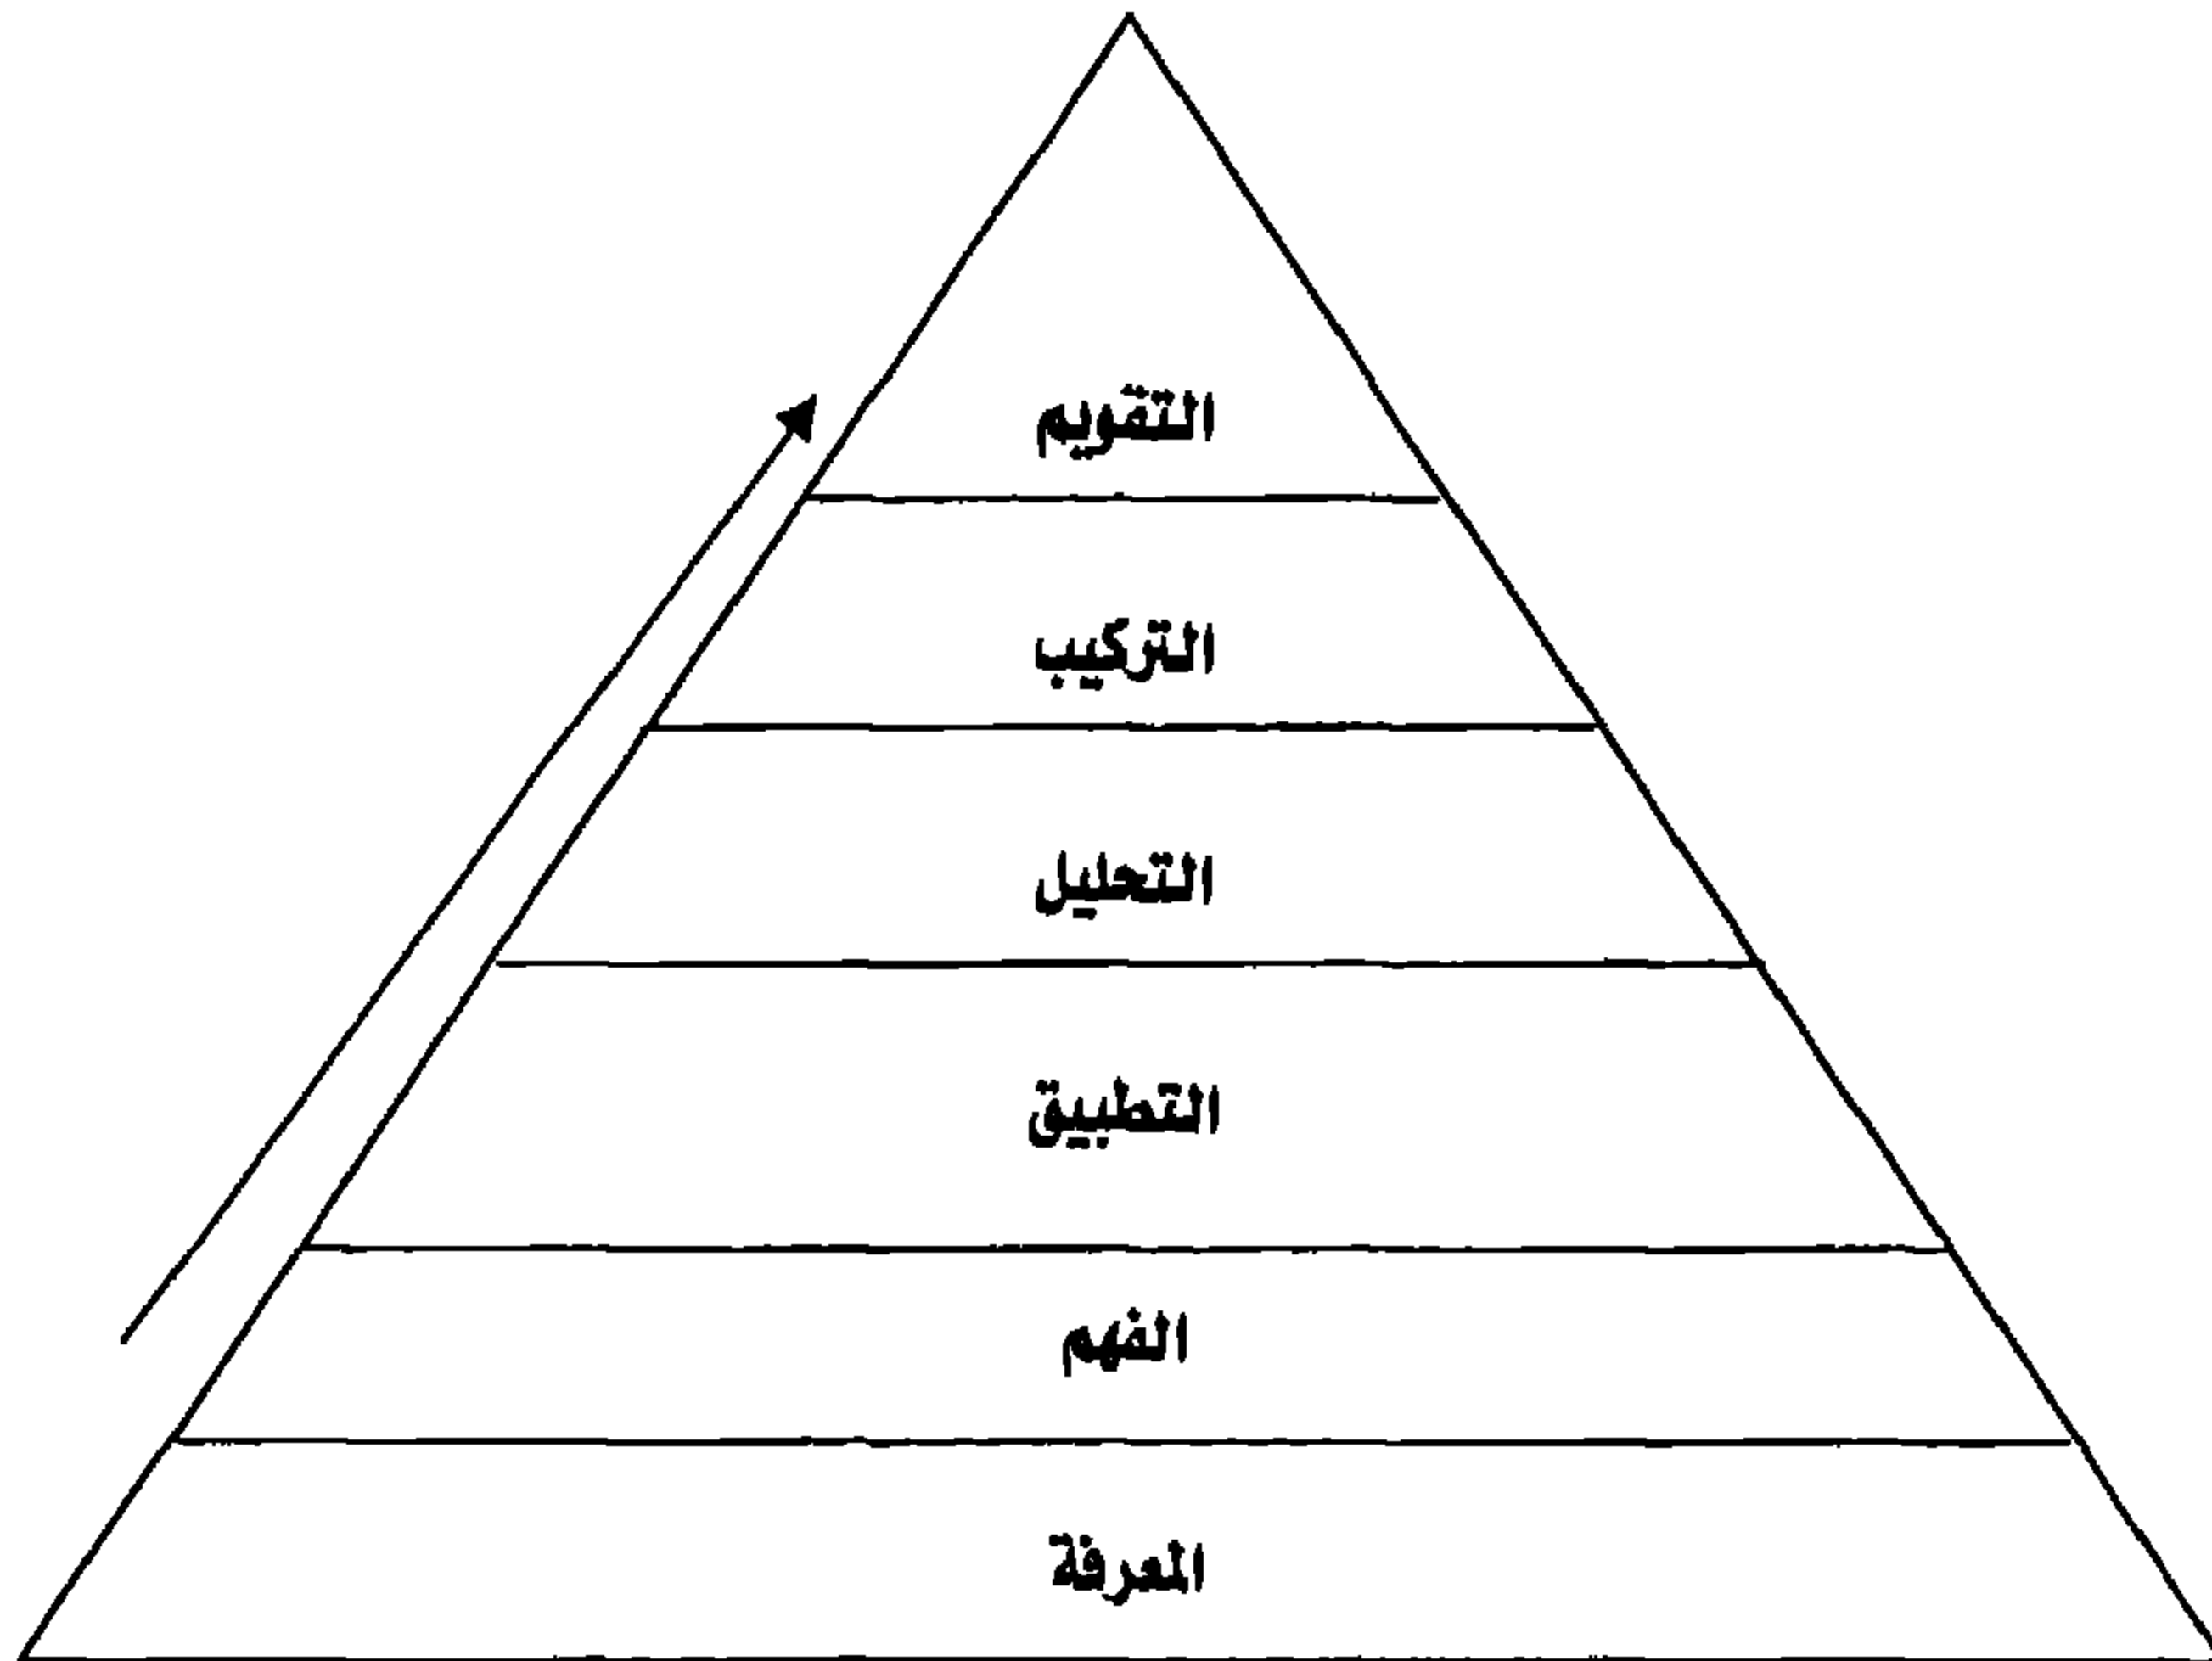 التقويم
التركيب
التحليل
التطبيق
الفهم
المعرفة